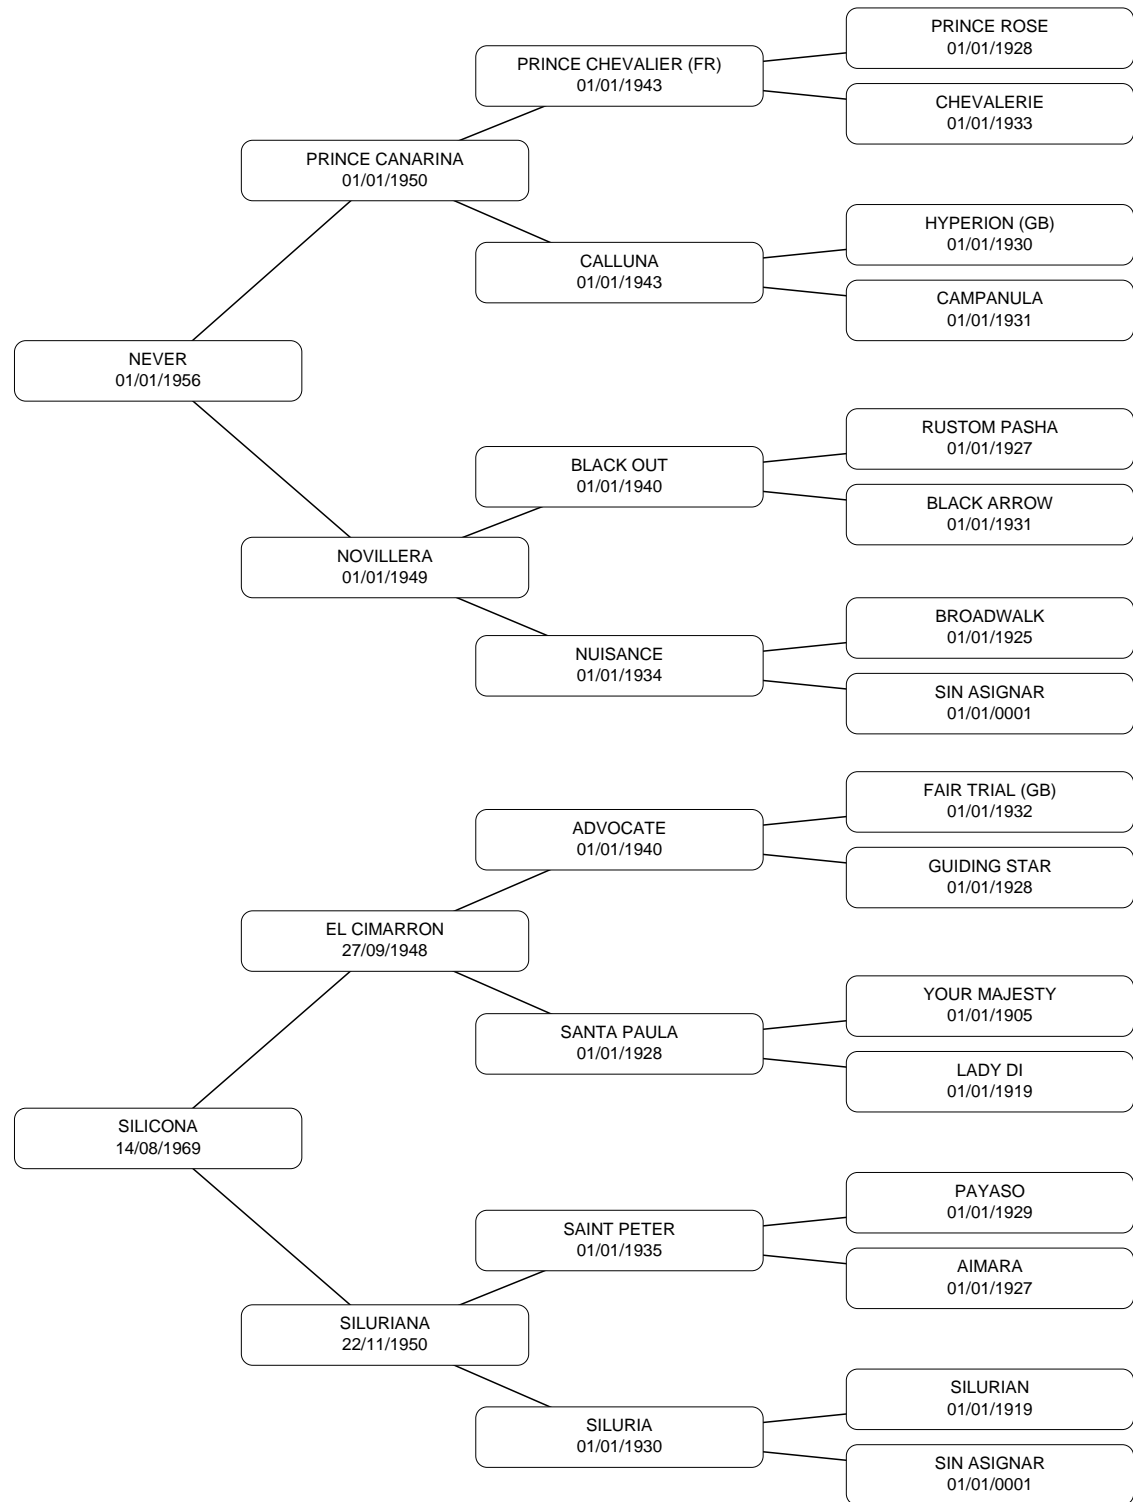 PRINCE ROSE
01/01/1928
PRINCE CHEVALIER (FR)
01/01/1943
CHEVALERIE
01/01/1933
PRINCE CANARINA
01/01/1950
HYPERION (GB)
01/01/1930
CALLUNA
01/01/1943
CAMPANULA
01/01/1931
NEVER
01/01/1956
RUSTOM PASHA
01/01/1927
BLACK OUT
01/01/1940
BLACK ARROW
01/01/1931
NOVILLERA
01/01/1949
BROADWALK
01/01/1925
NUISANCE
01/01/1934
SIN ASIGNAR
01/01/0001
FAIR TRIAL (GB)
01/01/1932
ADVOCATE
01/01/1940
GUIDING STAR
01/01/1928
EL CIMARRON
27/09/1948
YOUR MAJESTY
01/01/1905
SANTA PAULA
01/01/1928
LADY DI
01/01/1919
SILICONA
14/08/1969
PAYASO
01/01/1929
SAINT PETER
01/01/1935
AIMARA
01/01/1927
SILURIANA
22/11/1950
SILURIAN
01/01/1919
SILURIA
01/01/1930
SIN ASIGNAR
01/01/0001